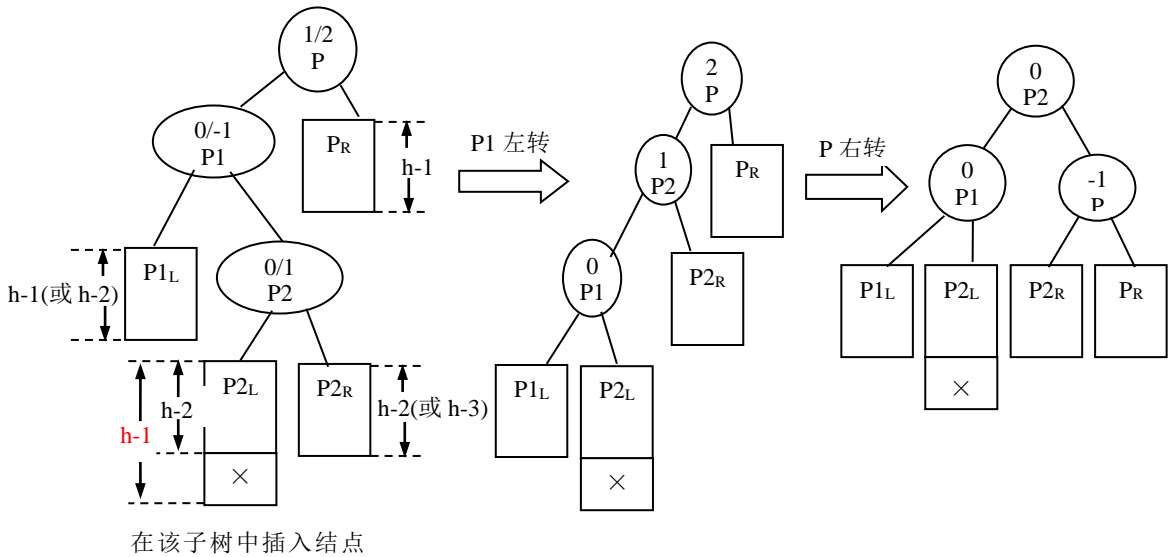 1/2
P
0/-1
P1
P_R
h-1
P1_L
h-1(或 h-2)
0/1
P2
P2_L
h-2
h-1
×
P2_R
h-2(或 h-3)
在该子树中插入结点
P1 左转
2
P
1
P2
P_R
0
P1
P2_R
P1_L
P2_L
×
P 右转
0
P2
0
P1
-1
P
P1_L
P2_L
P2_R
P_R
×